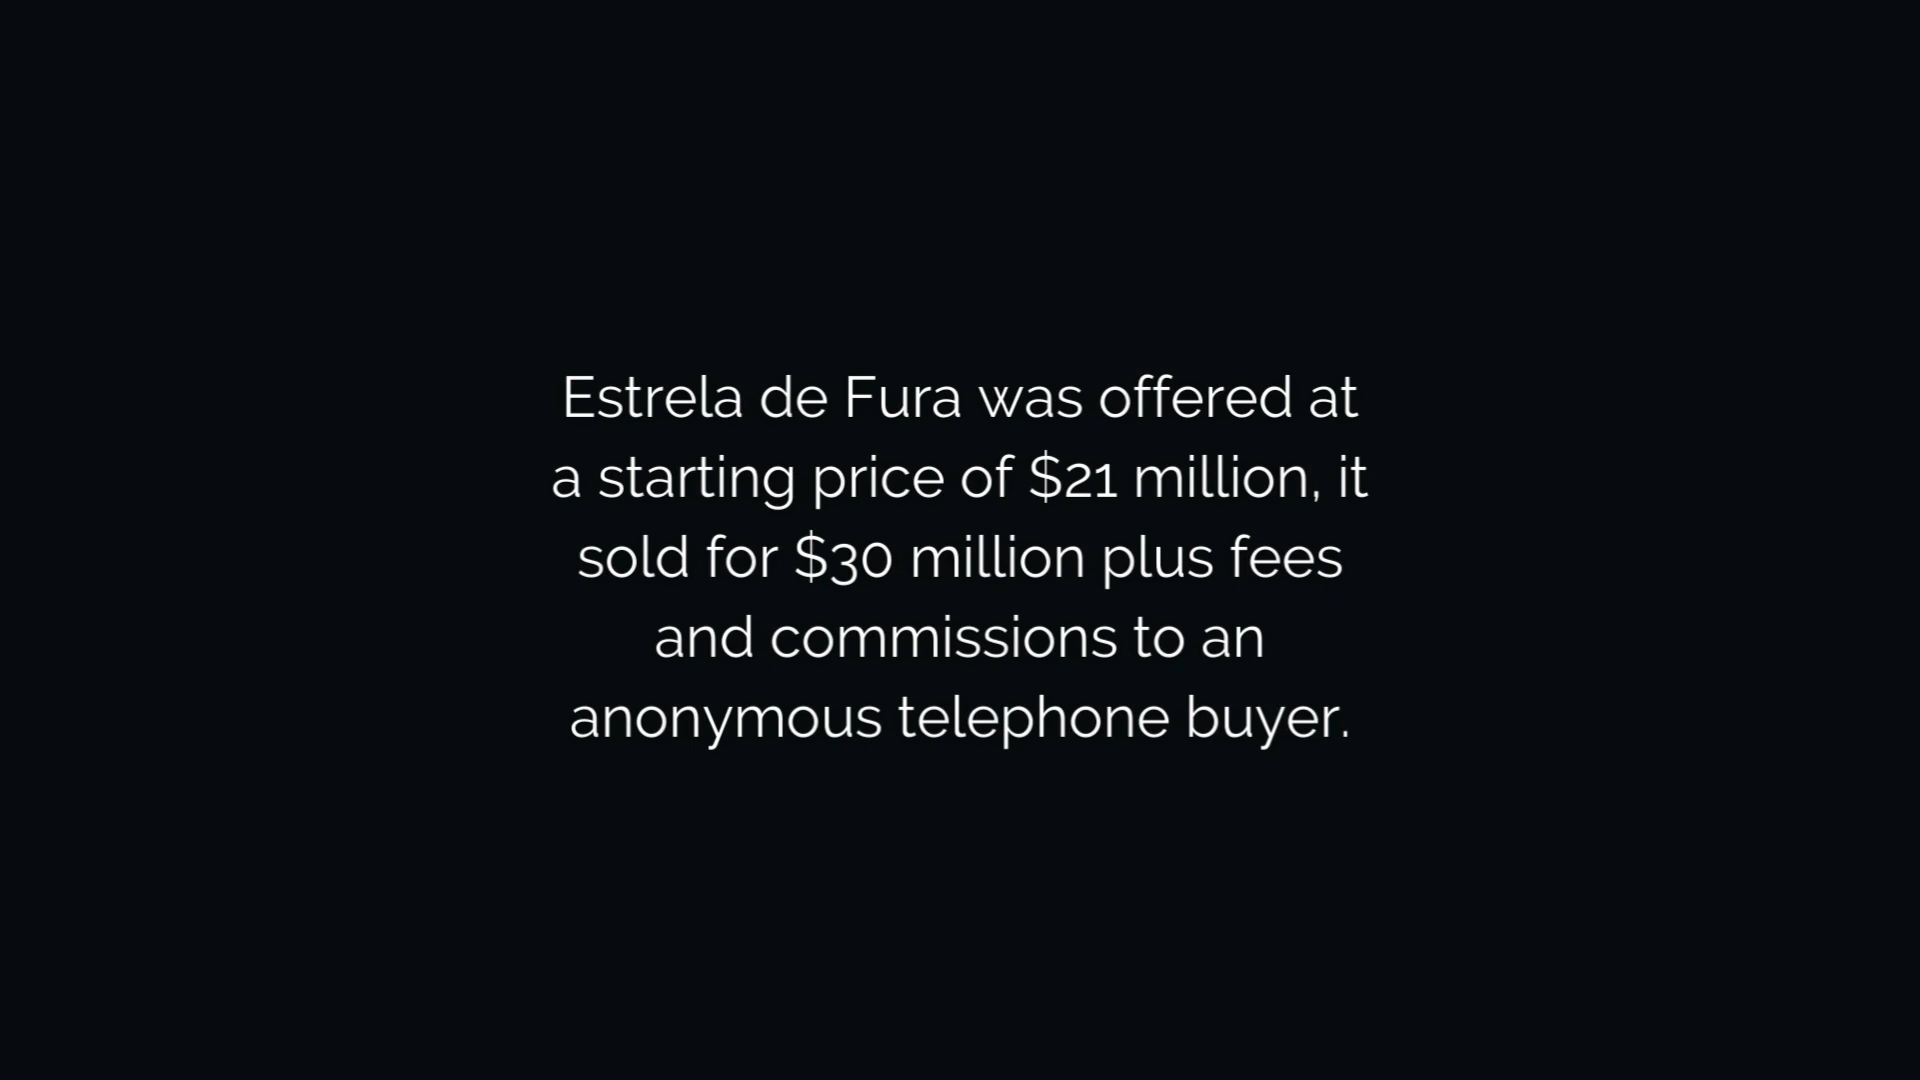 Estrela de Fura was offered at
a starting price of $21 million, it
sold for $30 million plus fees
and commissions to an
anonymous telephone buyer.